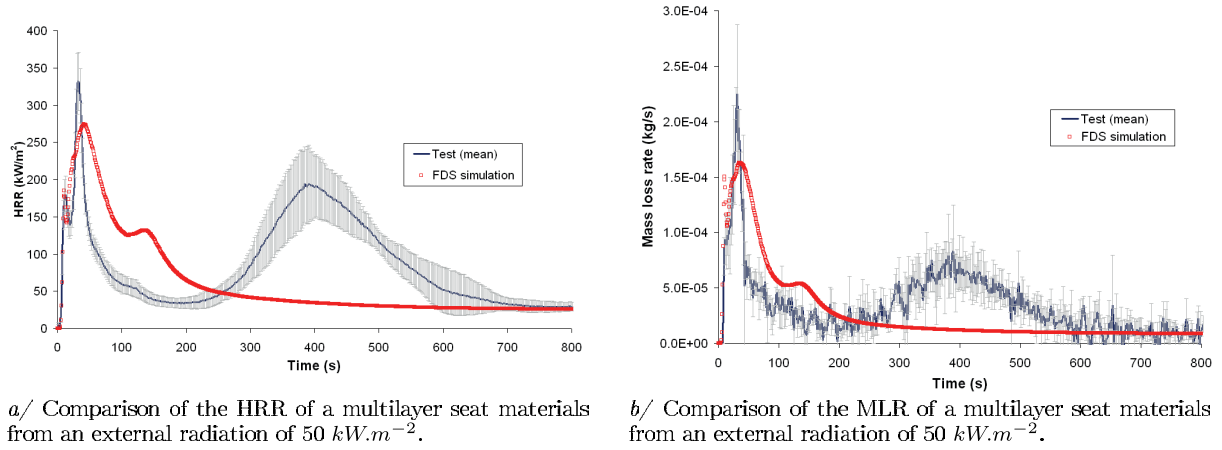 400
350
300
250
200
150
100
50
0
HRR (kW/m²)
0 100 200 300 400 500 600 700 800
Time (s)
Test (mean)
FDS simulation
a/ Comparison of the HRR of a multilayer seat materials
from an external radiation of 50 kW.m⁻².
3.0E-04
2.5E-04
2.0E-04
1.5E-04
1.0E-04
5.0E-05
0.0E+00
Mass loss rate (kg/s)
0 100 200 300 400 500 600 700 800
Time (s)
Test (mean)
FDS simulation
b/ Comparison of the MLR of a multilayer seat materials
from an external radiation of 50 kW.m⁻².